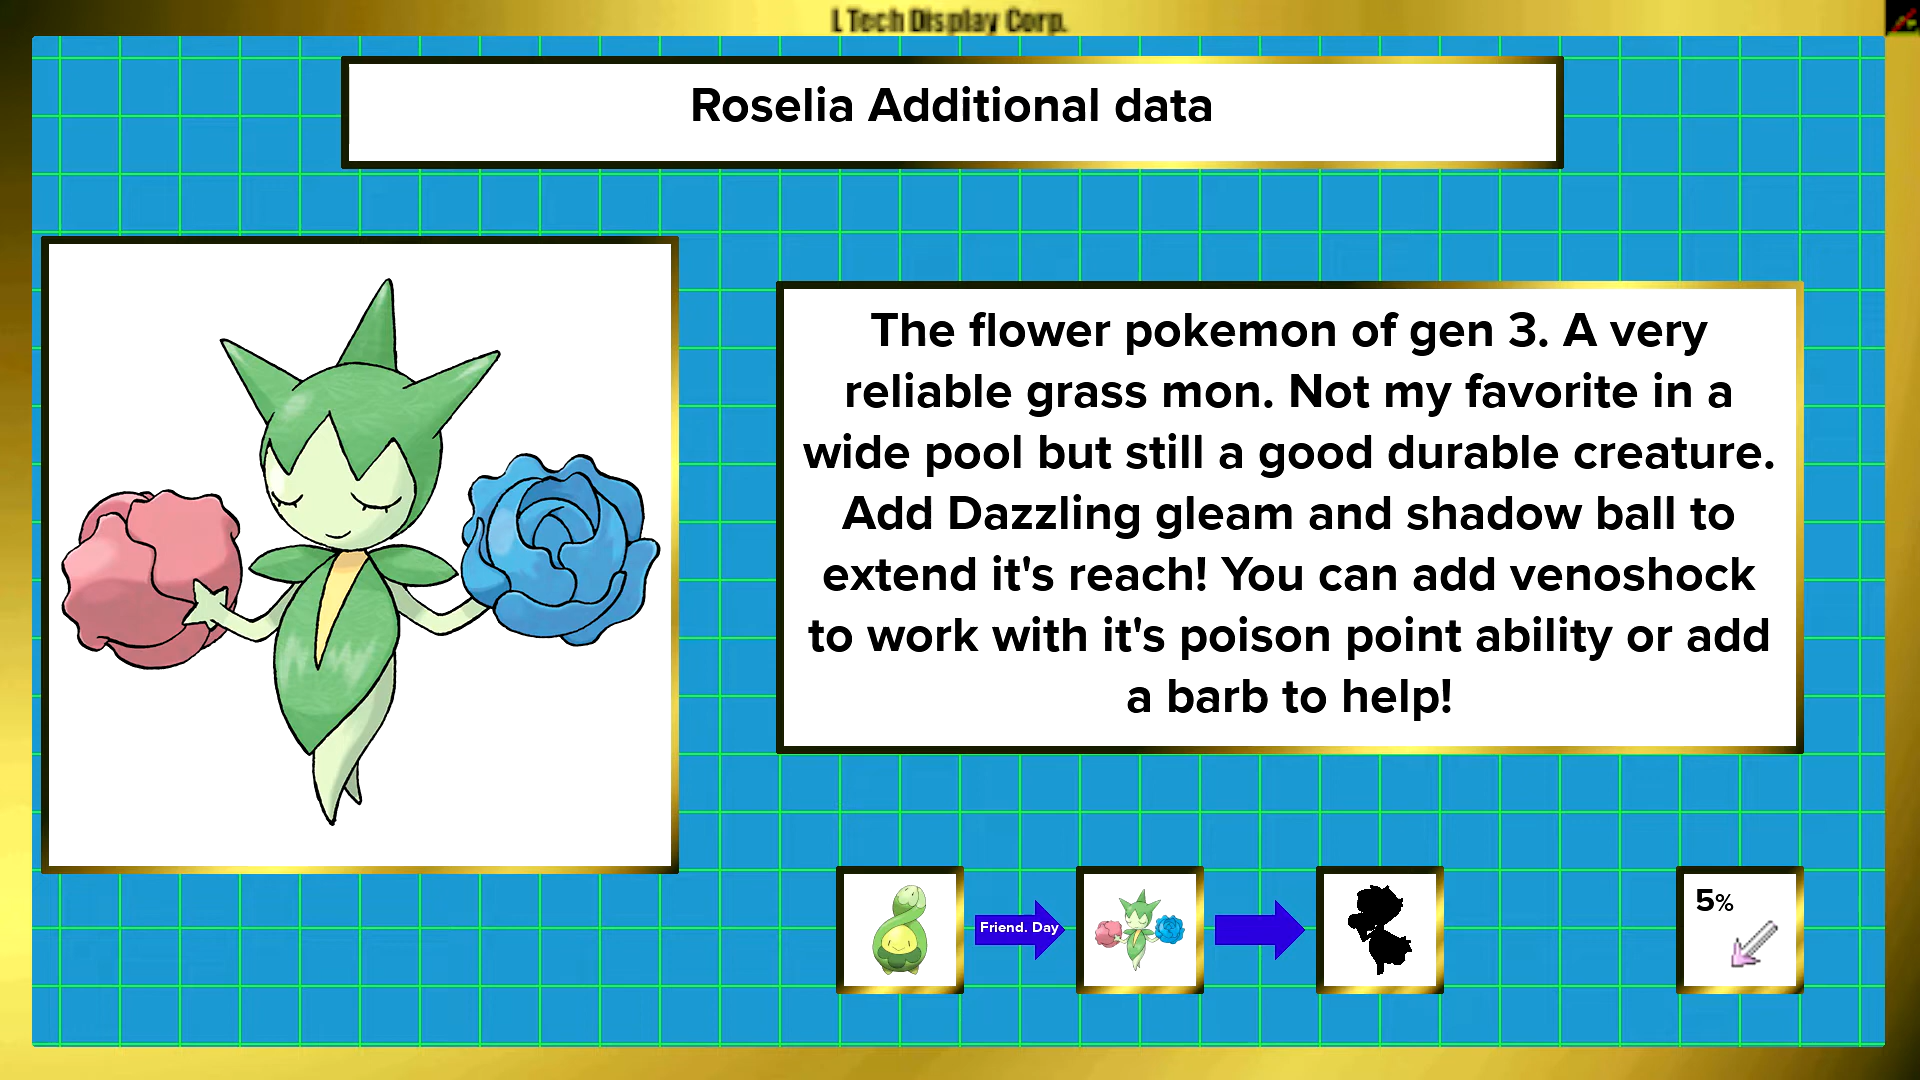 L Tech Display Corp.
Roselia Additional data
The flower pokemon of gen 3. A very
reliable grass mon. Not my favorite in a
wide pool but still a good durable creature.
Add Dazzling gleam and shadow ball to
extend it's reach! You can add venoshock
to work with it's poison point ability or add
a barb to help!
Friend. Day
5%